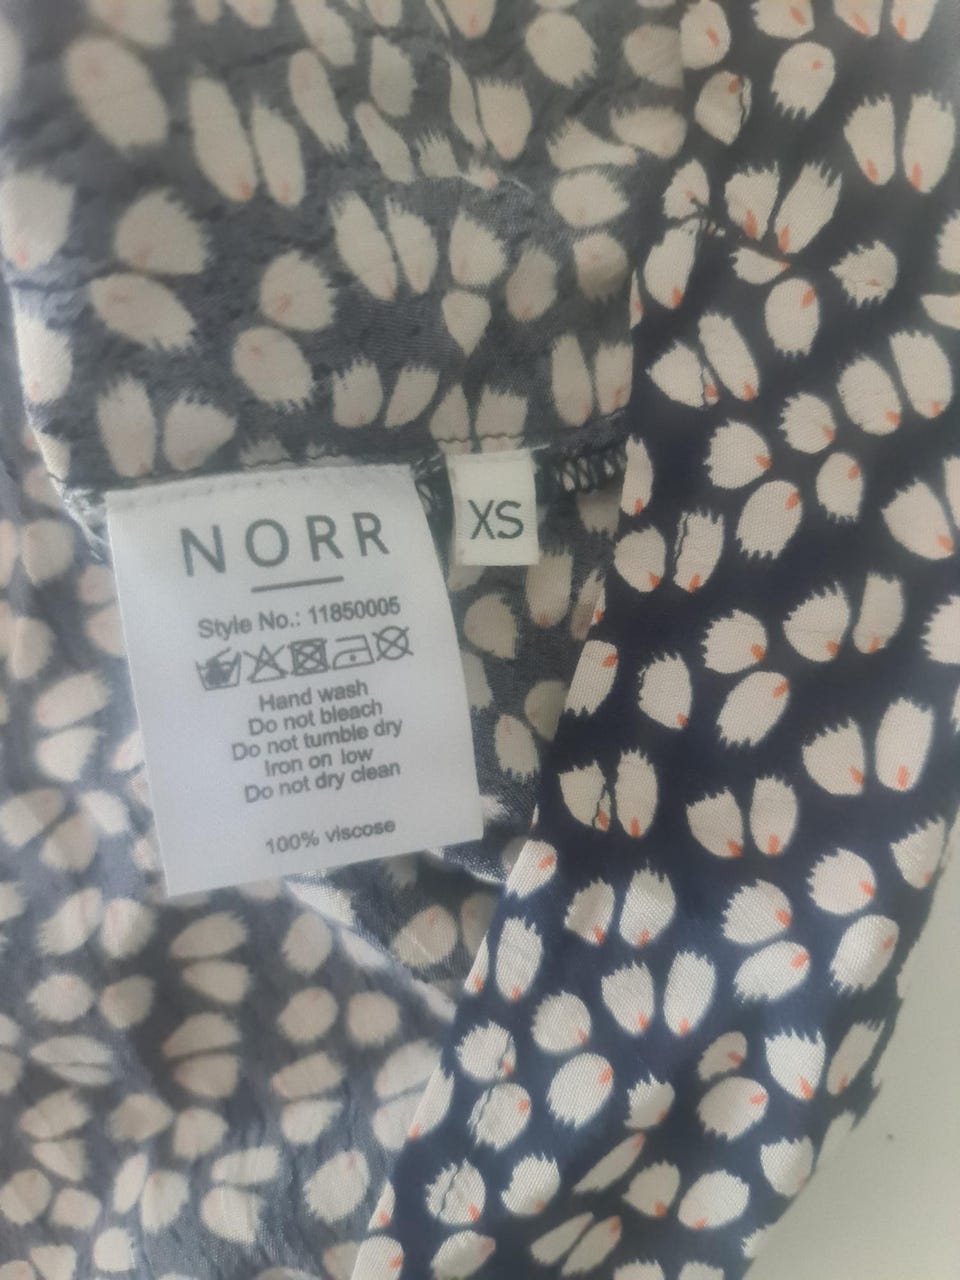 NORR
XS
Style No.: 11850005
Hand wash
Do not bleach
Do not tumble dry
Iron on low
Do not dry clean
100% viscose